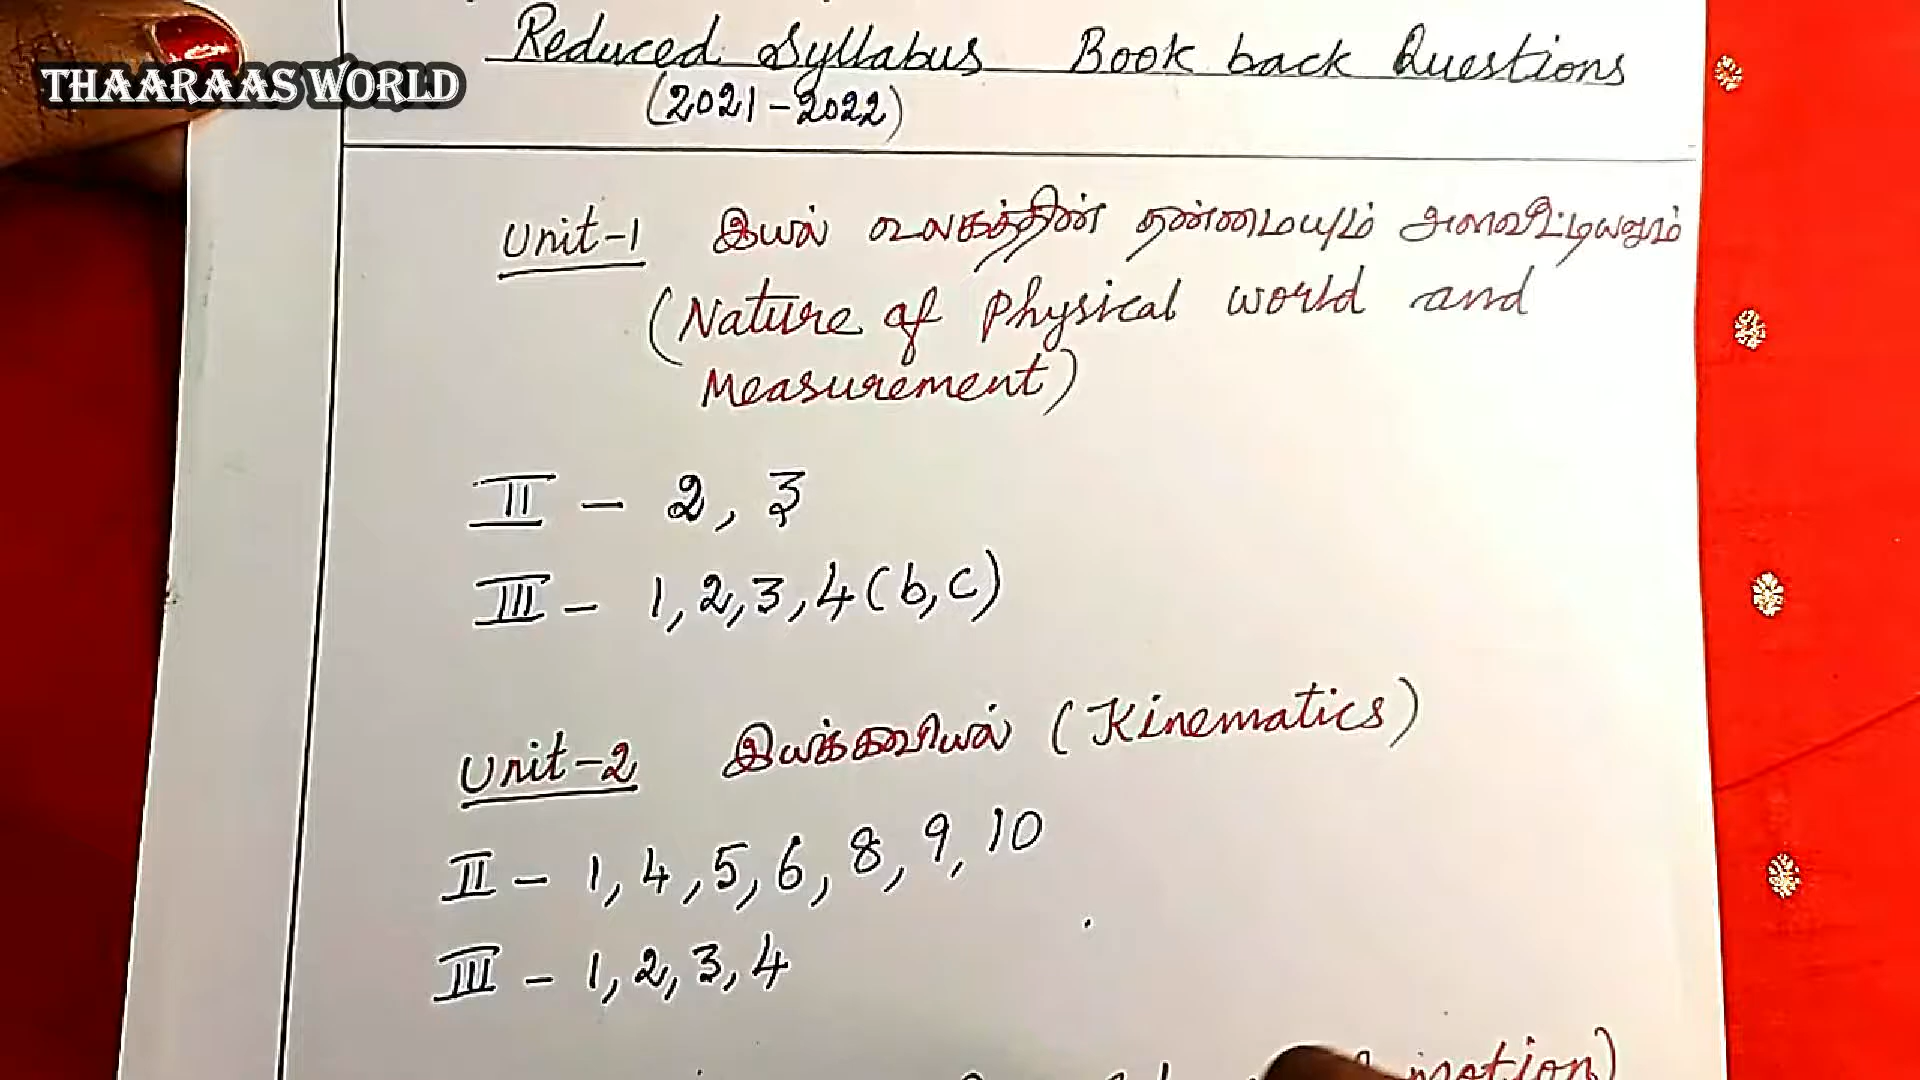 THAARAAS WORLD
Reduced Syllabus Book back Questions
(2021-2022)
Unit-1 இயல் உலகத்தின் தன்மையும் அளவீட்டியலும்
(Nature of Physical world and
Measurement)
II - 2, 3
III - 1, 2, 3, 4(b,c)
Unit-2 இயக்கவியல் (Kinematics)
II - 1, 4, 5, 6, 8, 9, 10
III - 1, 2, 3, 4
motion)